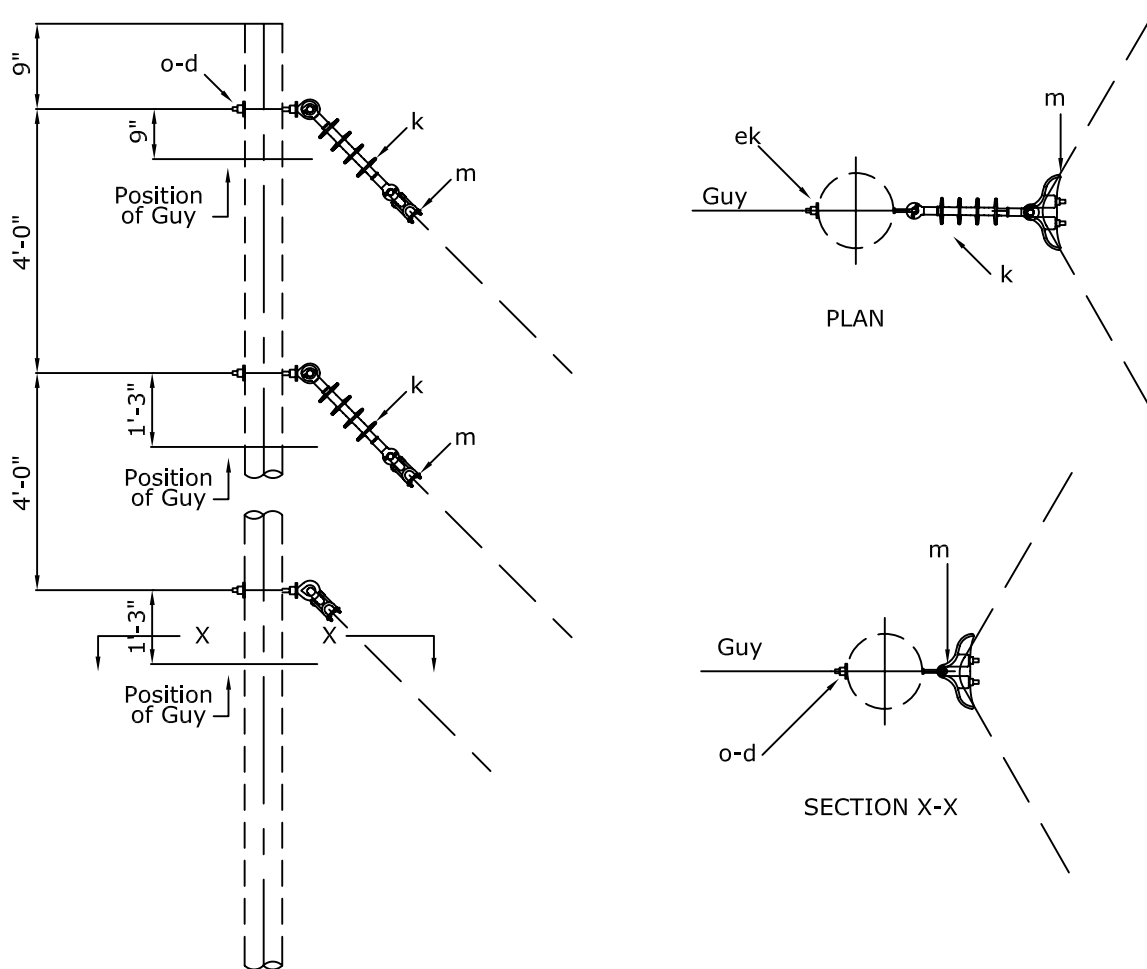 9"
o-d
9"
k
m
Position
of Guy
4'-0"
1'-3"
k
m
Position
of Guy
4'-0"
1'-3"
X
X
Position
of Guy
m
ek
Guy
k
PLAN
m
Guy
o-d
SECTION X-X